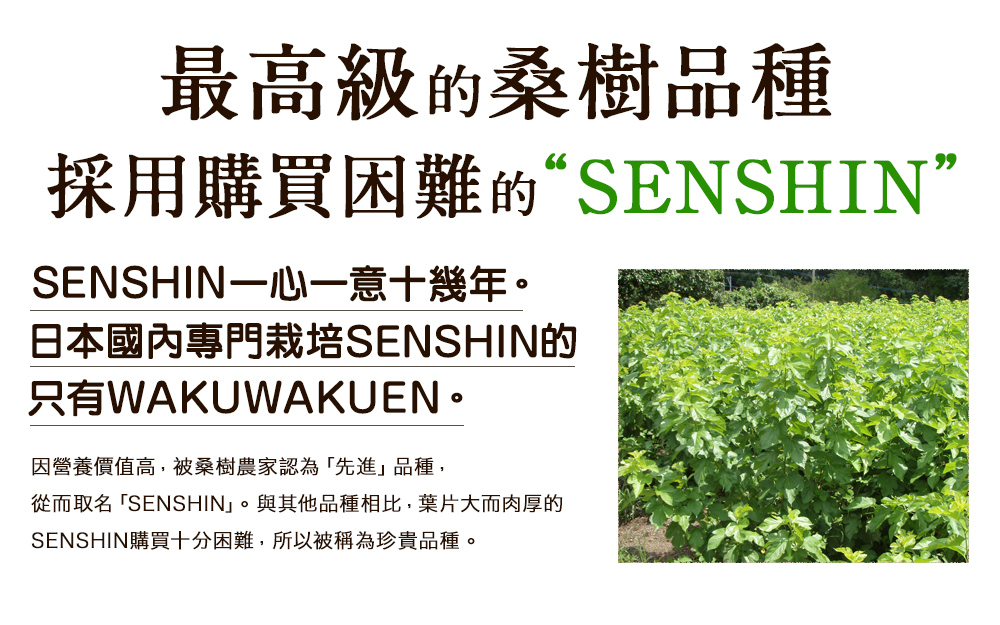 最高級的桑樹品種
採用購買困難的“SENSHIN”
SENSHIN一心一意十幾年。
日本國內專門栽培SENSHIN的
只有WAKUWAKUEN。
因營養價值高，被桑樹農家認為「先進」品種，
從而取名「SENSHIN」。與其他品種相比，葉片大而肉厚的
SENSHIN購買十分困難，所以被稱為珍貴品種。